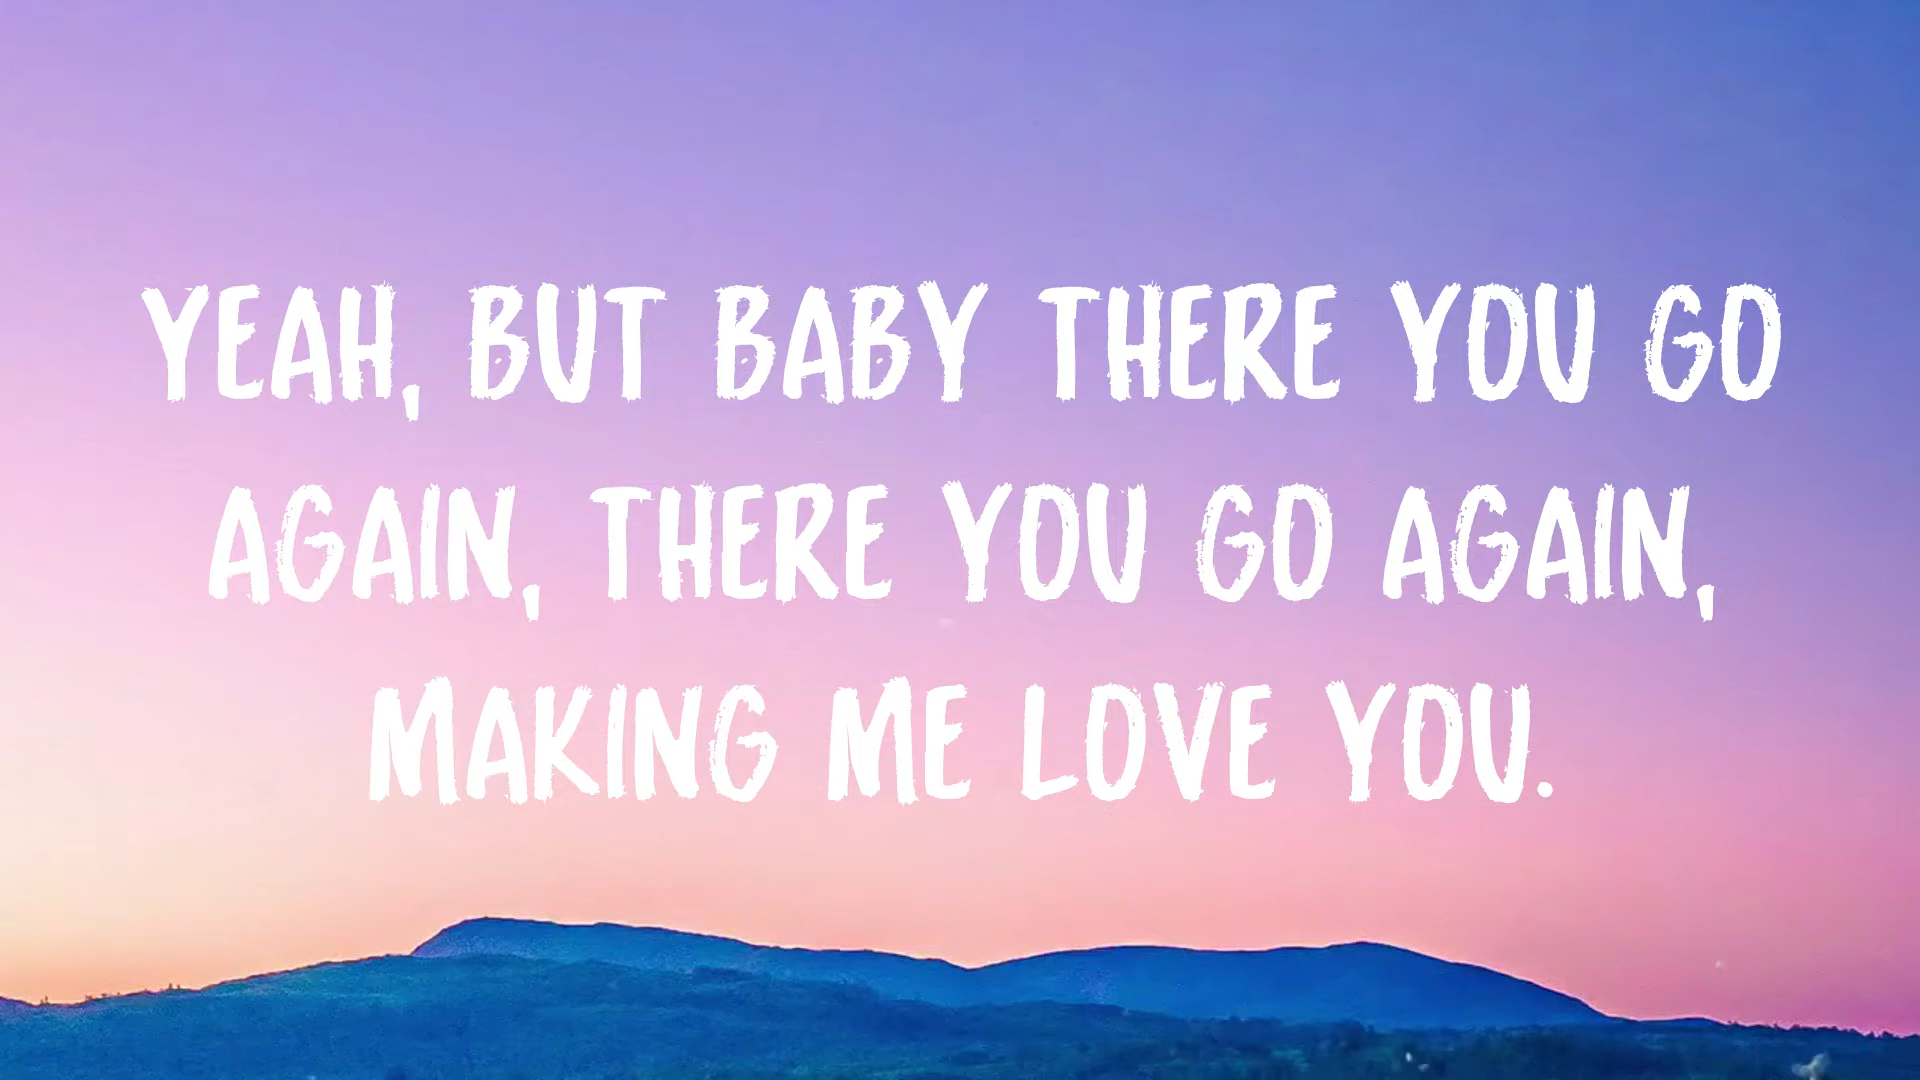 YEAH, BUT BABY THERE YOU GO
AGAIN, THERE YOU GO AGAIN,
MAKING ME LOVE YOU.